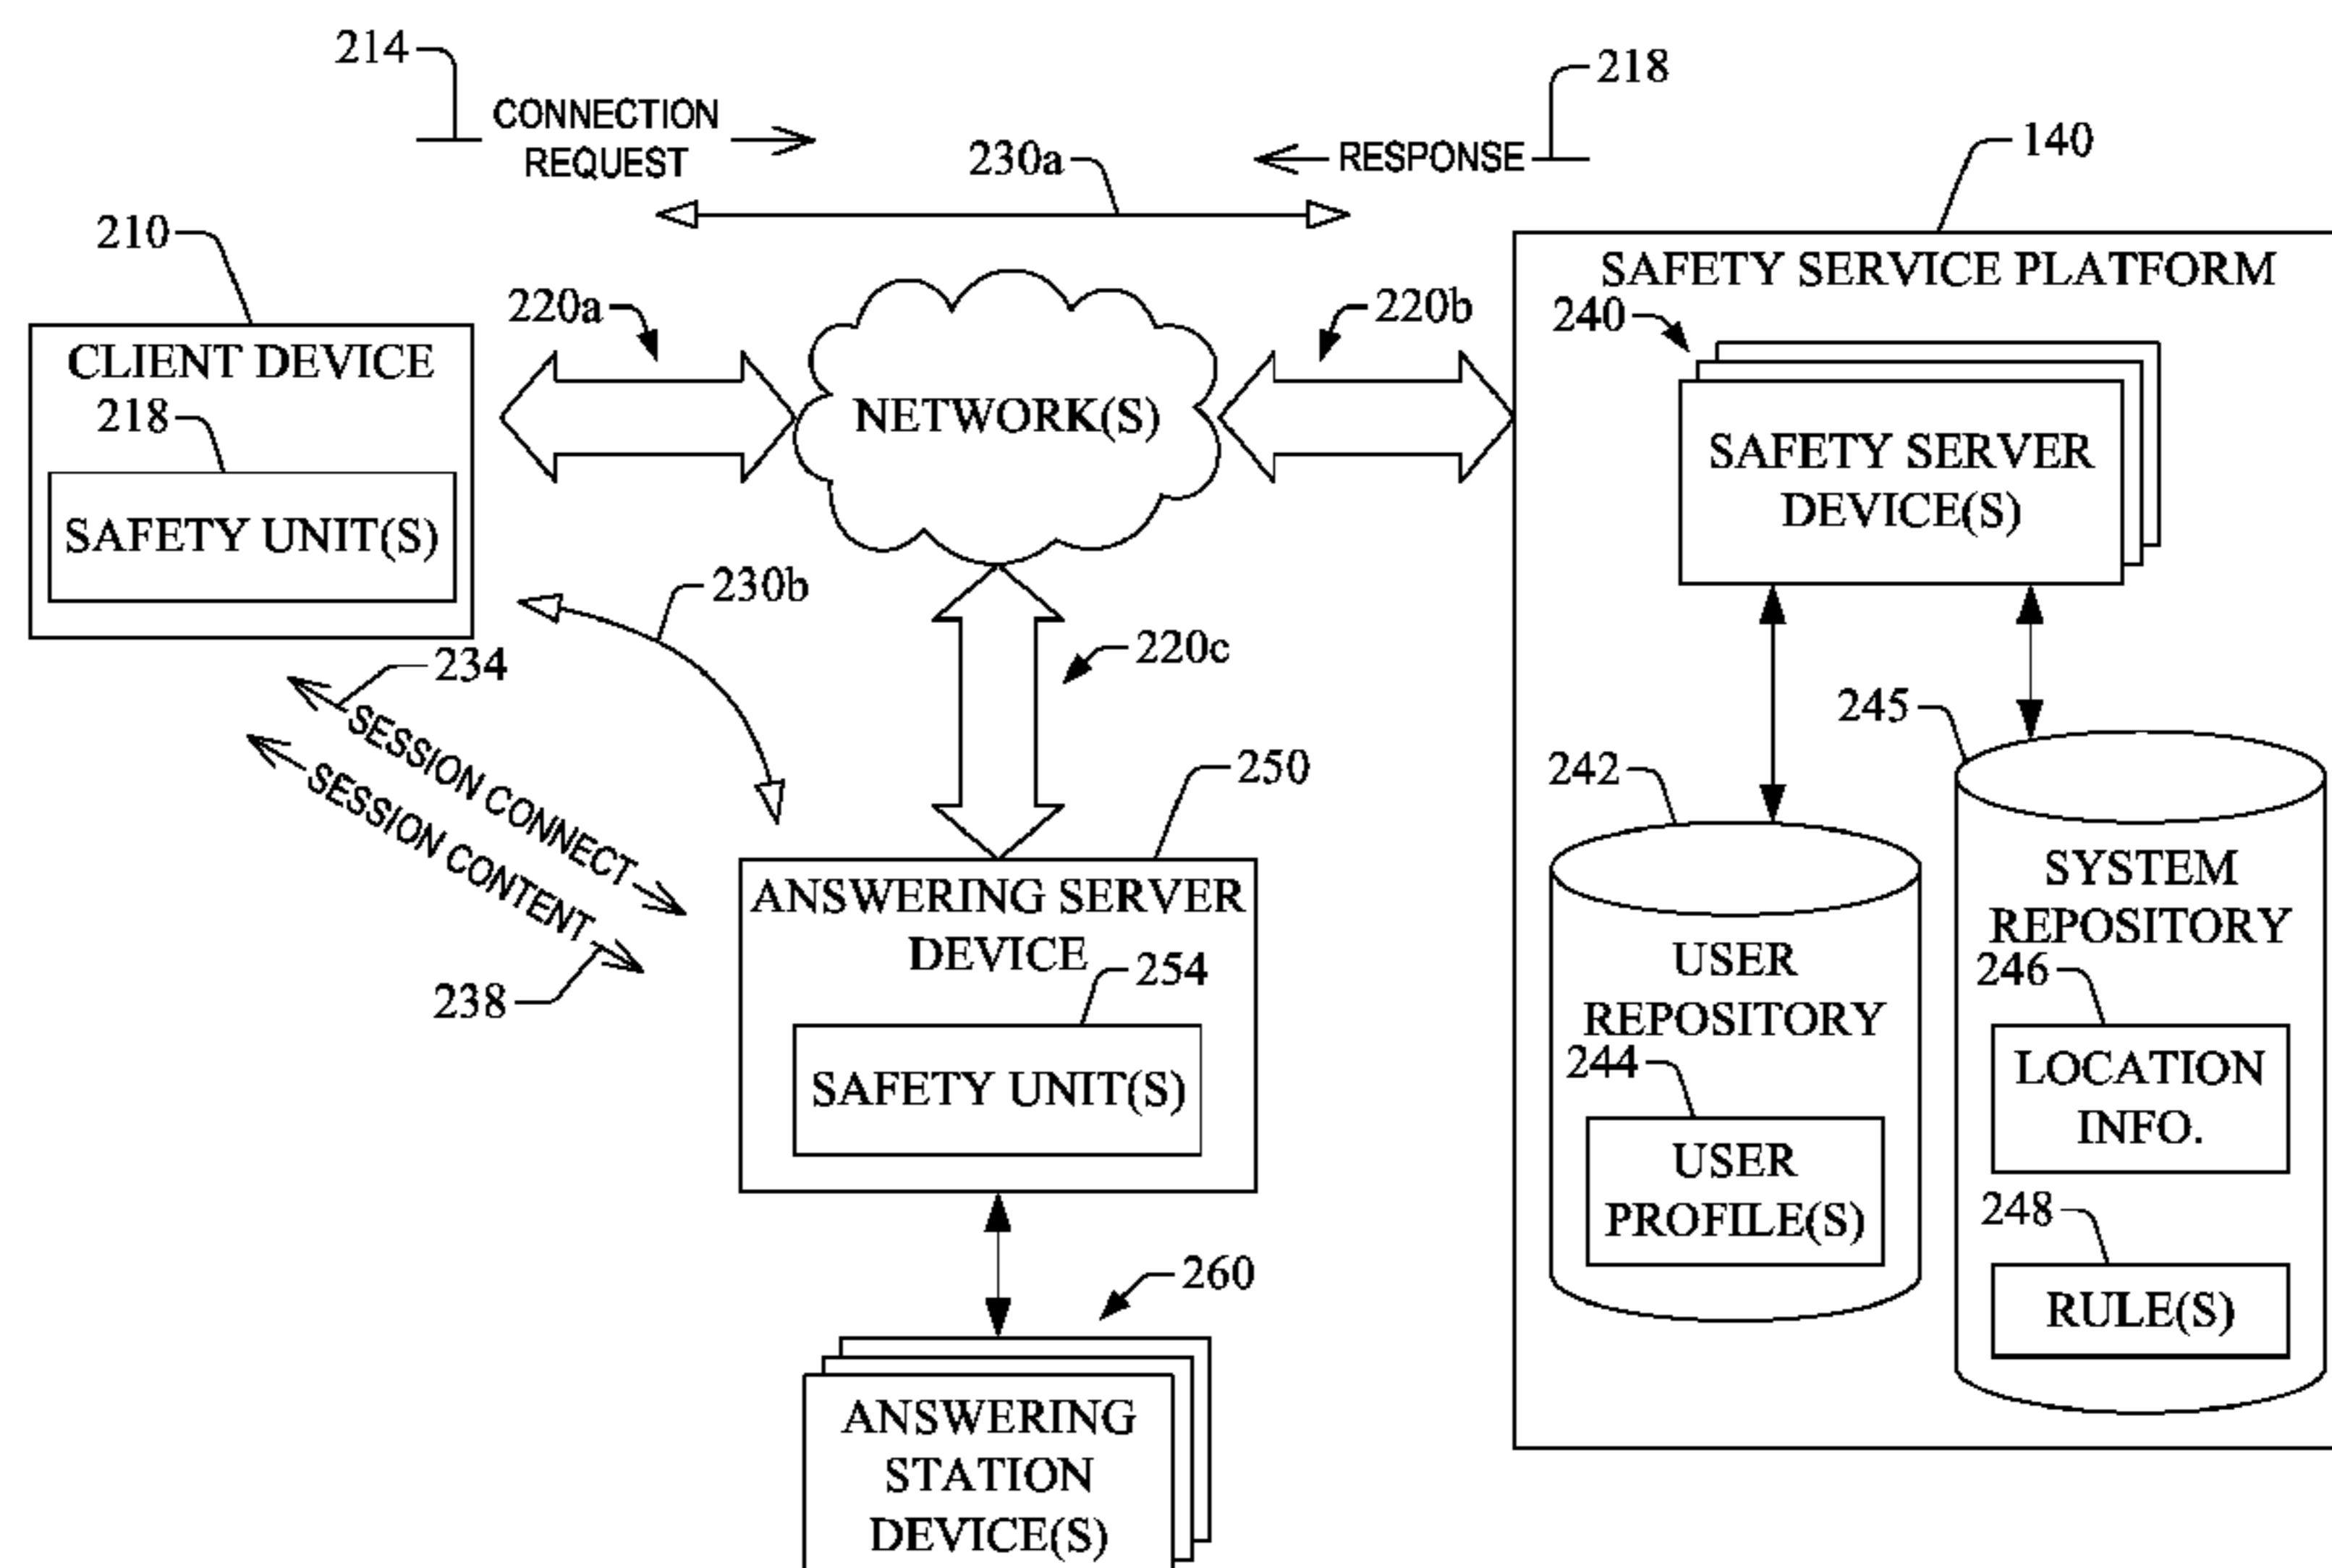 214
CONNECTION
REQUEST
230a
RESPONSE
218
140
210
220a
220b
SAFETY SERVICE PLATFORM
240
CLIENT DEVICE
218
SAFETY UNIT(S)
NETWORK(S)
SAFETY SERVER
DEVICE(S)
230b
220c
234
SESSION CONNECT
SESSION CONTENT
238
250
ANSWERING SERVER
DEVICE
254
SAFETY UNIT(S)
260
ANSWERING
STATION
DEVICE(S)
242
USER
REPOSITORY
244
USER
PROFILE(S)
245
SYSTEM
REPOSITORY
246
LOCATION
INFO.
248
RULE(S)